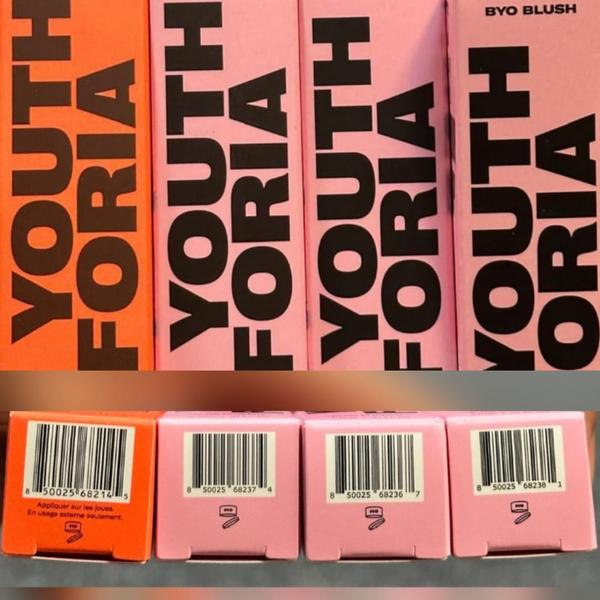 BYO BLUSH
YOUTH
FORIA
YOUTH
FORIA
YOUTH
FORIA
YOUTH
FORIA
8 50025 68214 5
Appliquer sur les joues.
En usage externe seulement.
8 50025 68237 4
8 50025 68236 7
8 50025 68238 1